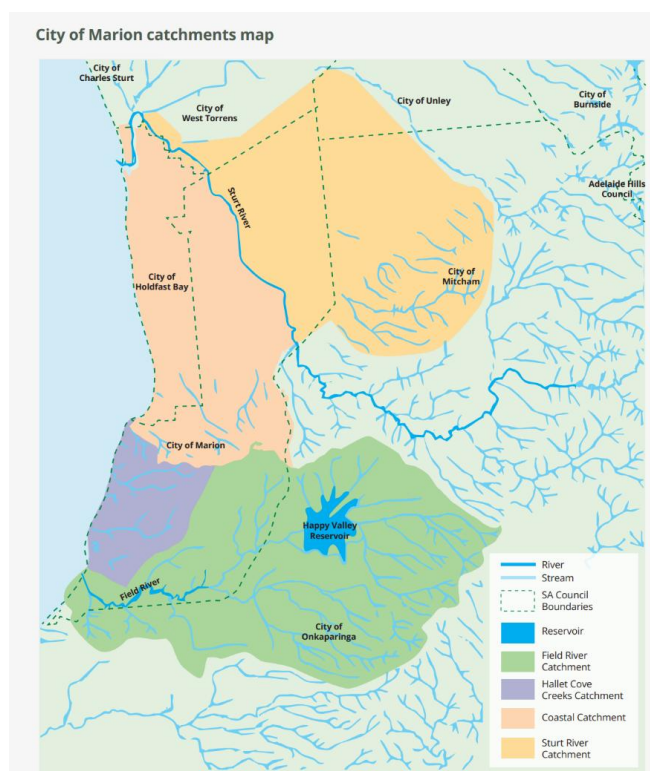 City of Marion catchments map
City of
Charles Sturt
City of
West Torrens
City of Unley
City of
Burnside
Adelaide Hills
Council
Sturt River
City of
Holdfast Bay
City of
Mitcham
City of Marion
Happy Valley
Reservoir
Field River
City of
Onkaparinga
River
Stream
SA Council
Boundaries
Reservoir
Field River
Catchment
Hallet Cove
Creeks Catchment
Coastal Catchment
Sturt River
Catchment